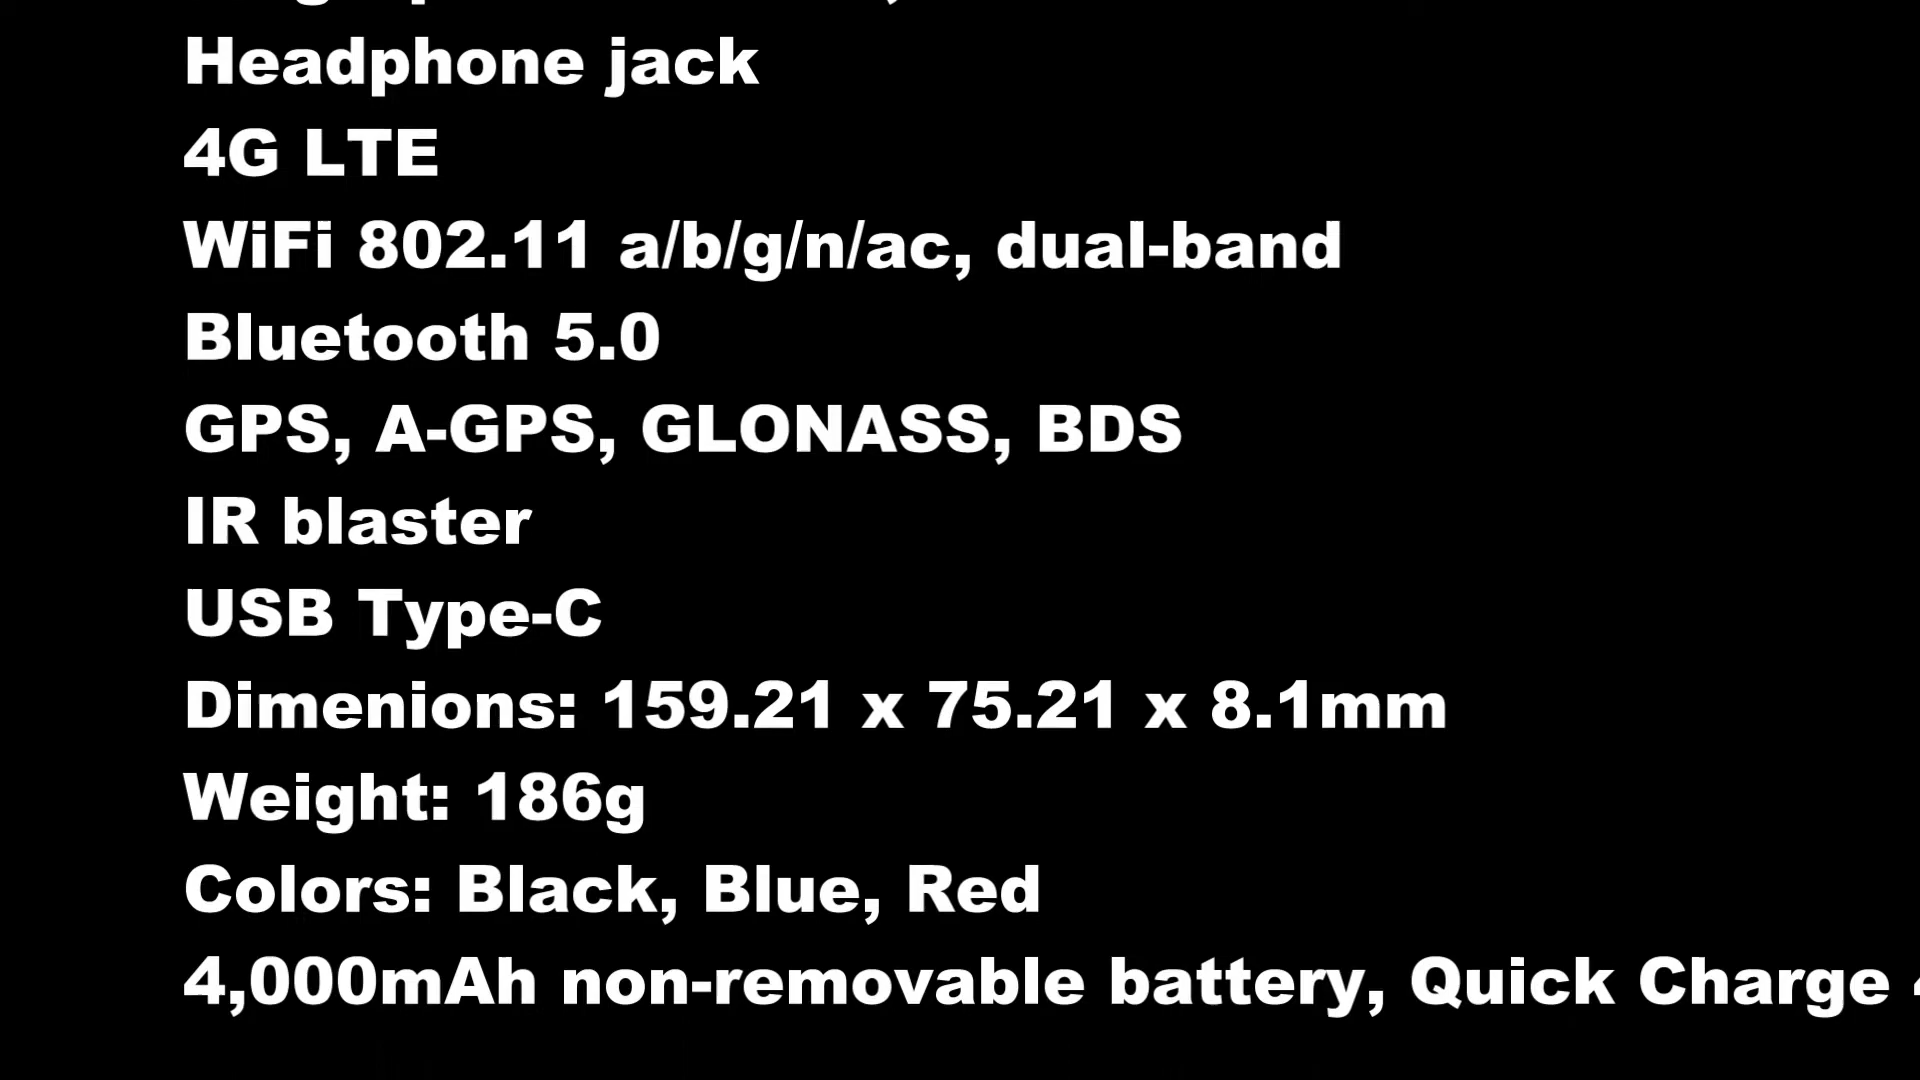 Headphone jack
4G LTE
WiFi 802.11 a/b/g/n/ac, dual-band
Bluetooth 5.0
GPS, A-GPS, GLONASS, BDS
IR blaster
USB Type-C
Dimenions: 159.21 x 75.21 x 8.1mm
Weight: 186g
Colors: Black, Blue, Red
4,000mAh non-removable battery, Quick Charge